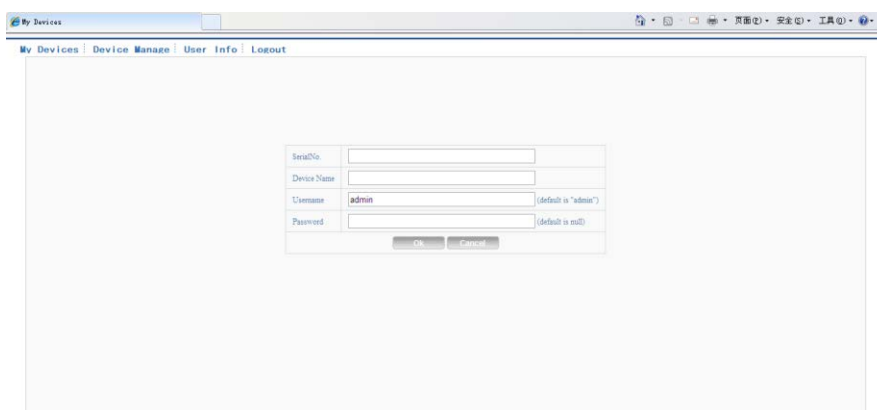 My Devices
页面(P) 安全(S) 工具(O)
My Devices Device Manage User Info Logout
SerialNo.
Device Name
Username admin (default is "admin")
Password (default is null)
Ok Cancel